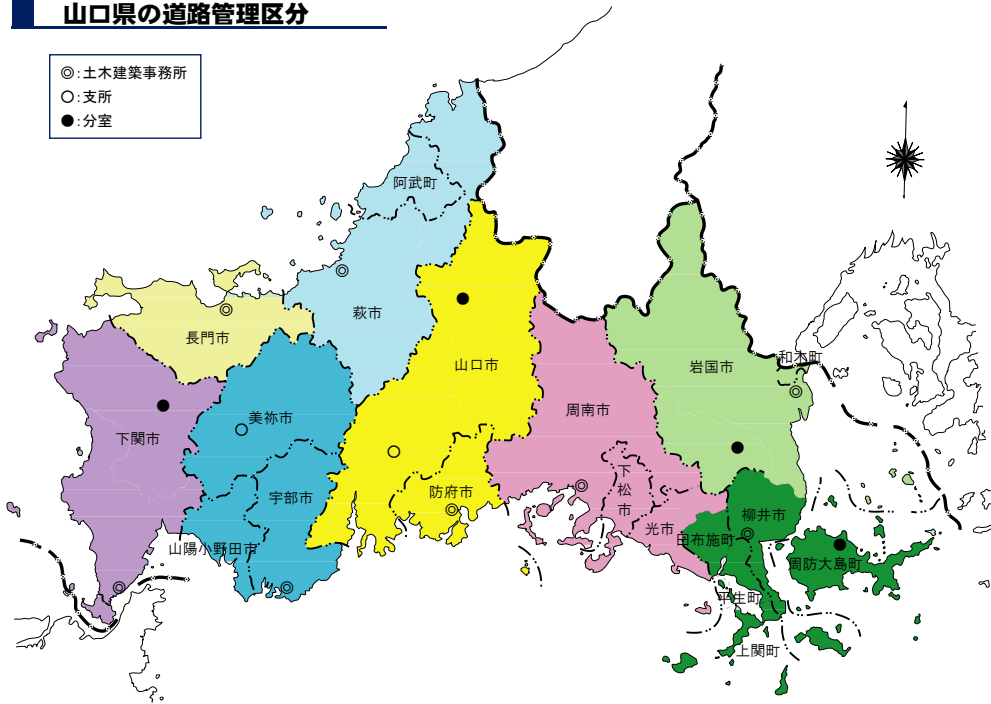 山口県の道路管理区分
◎:土木建築事務所
○:支所
●:分室
阿武町
萩市
長門市
山口市
岩国市
和木町
周南市
美祢市
下関市
下松市
防府市
宇部市
柳井市
光市
田布施町
山陽小野田市
周防大島町
平生町
上関町